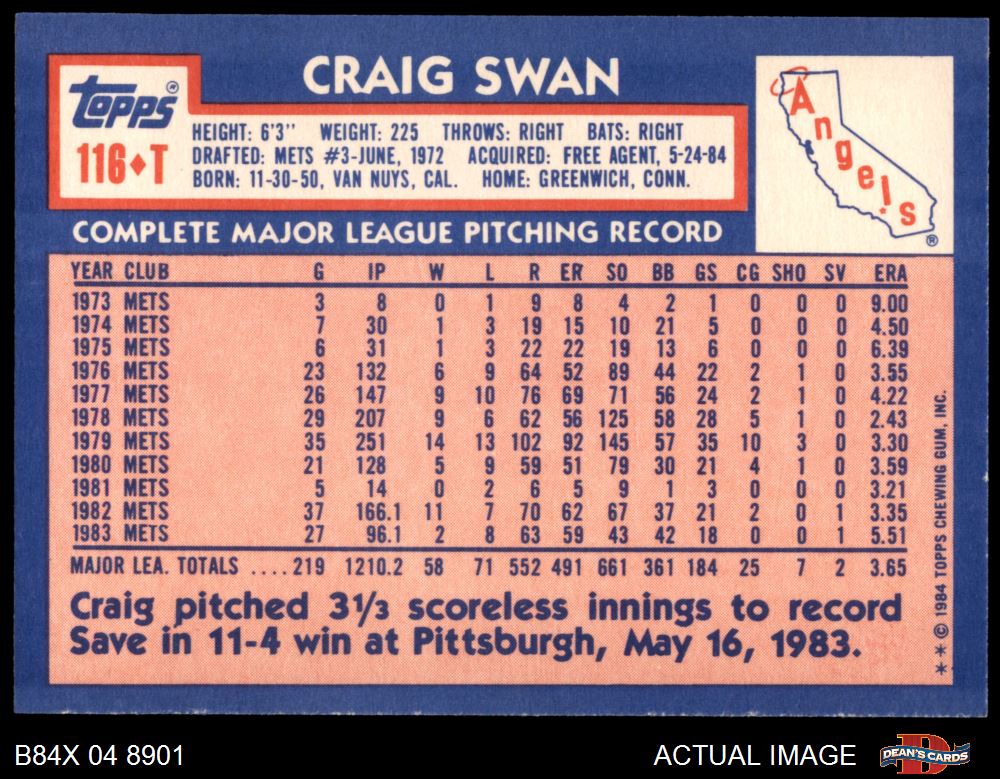 CRAIG SWAN
Topps®
116♦T
HEIGHT: 6'3" WEIGHT: 225 THROWS: RIGHT BATS: RIGHT
DRAFTED: METS #3-JUNE, 1972 ACQUIRED: FREE AGENT, 5-24-84
BORN: 11-30-50, VAN NUYS, CAL. HOME: GREENWICH, CONN.
Angels
®
COMPLETE MAJOR LEAGUE PITCHING RECORD
YEAR CLUB G IP W L R ER SO BB GS CG SHO SV ERA
1973 METS 3 8 0 1 9 8 4 2 1 0 0 0 9.00
1974 METS 7 30 1 3 19 15 10 21 5 0 0 0 4.50
1975 METS 6 31 1 3 22 22 19 13 6 0 0 0 6.39
1976 METS 23 132 6 9 64 52 89 44 22 2 1 0 3.55
1977 METS 26 147 9 10 76 69 71 56 24 2 1 0 4.22
1978 METS 29 207 9 6 62 56 125 58 28 5 1 0 2.43
1979 METS 35 251 14 13 102 92 145 57 35 10 3 0 3.30
1980 METS 21 128 5 9 59 51 79 30 21 4 1 0 3.59
1981 METS 5 14 0 2 6 5 9 1 3 0 0 0 3.21
1982 METS 37 166.1 11 7 70 62 67 37 21 2 0 1 3.35
1983 METS 27 96.1 2 8 63 59 43 42 18 0 0 1 5.51
MAJOR LEA. TOTALS ....219 1210.2 58 71 552 491 661 361 184 25 7 2 3.65
Craig pitched 3⅓ scoreless innings to record
Save in 11-4 win at Pittsburgh, May 16, 1983.
**© 1984 TOPPS CHEWING GUM, INC.
B84X 04 8901
ACTUAL IMAGE
DEAN'S CARDS